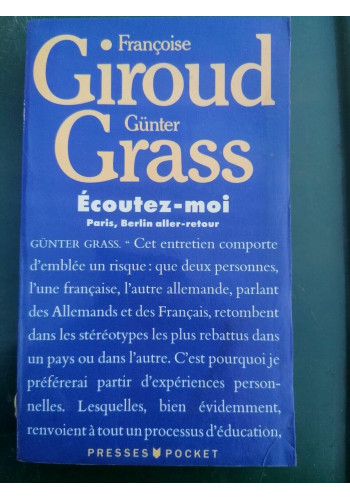 Françoise
Giroud
Günter
Grass
Écoutez-moi
Paris, Berlin aller-retour
GÜNTER GRASS. “ Cet entretien comporte
d'emblée un risque : que deux personnes,
l'une française, l'autre allemande, parlant
des Allemands et des Français, retombent
dans les stéréotypes les plus rebattus dans
un pays ou dans l'autre. C'est pourquoi je
préférerai partir d'expériences person-
nelles. Lesquelles, bien évidemment,
renvoient à tout un processus d'éducation,
PRESSES POCKET